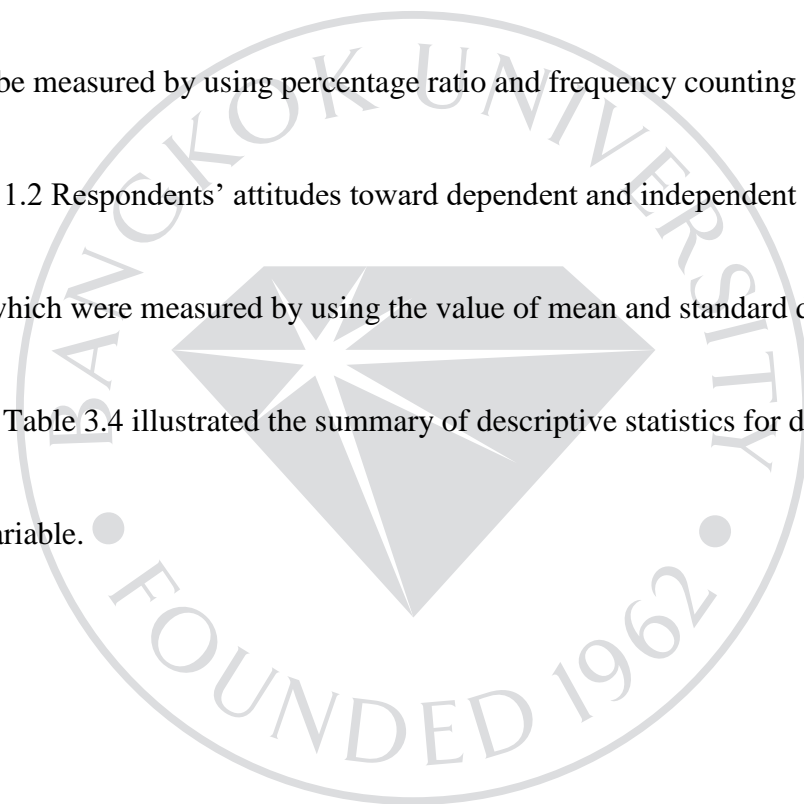 be measured by using percentage ratio and frequency counting
1.2 Respondents’ attitudes toward dependent and independent
which were measured by using the value of mean and standard
Table 3.4 illustrated the summary of descriptive statistics for
BANGKOK UNIVERSITY
FOUNDED 1962